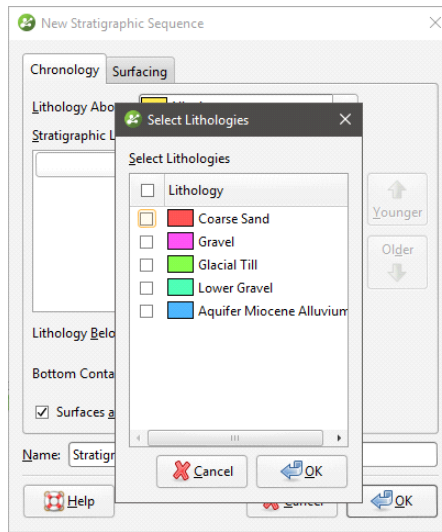 New Stratigraphic Sequence
Chronology Surfacing
Lithology Abo
Select Lithologies
Stratigraphic L
Select Lithologies
Lithology
Younger
Coarse Sand
Gravel
Older
Glacial Till
Lower Gravel
Aquifer Miocene Alluvium
Lithology Belo
Bottom Conta
Surfaces a
Name: Stratigr
Cancel OK
Help Cancel OK